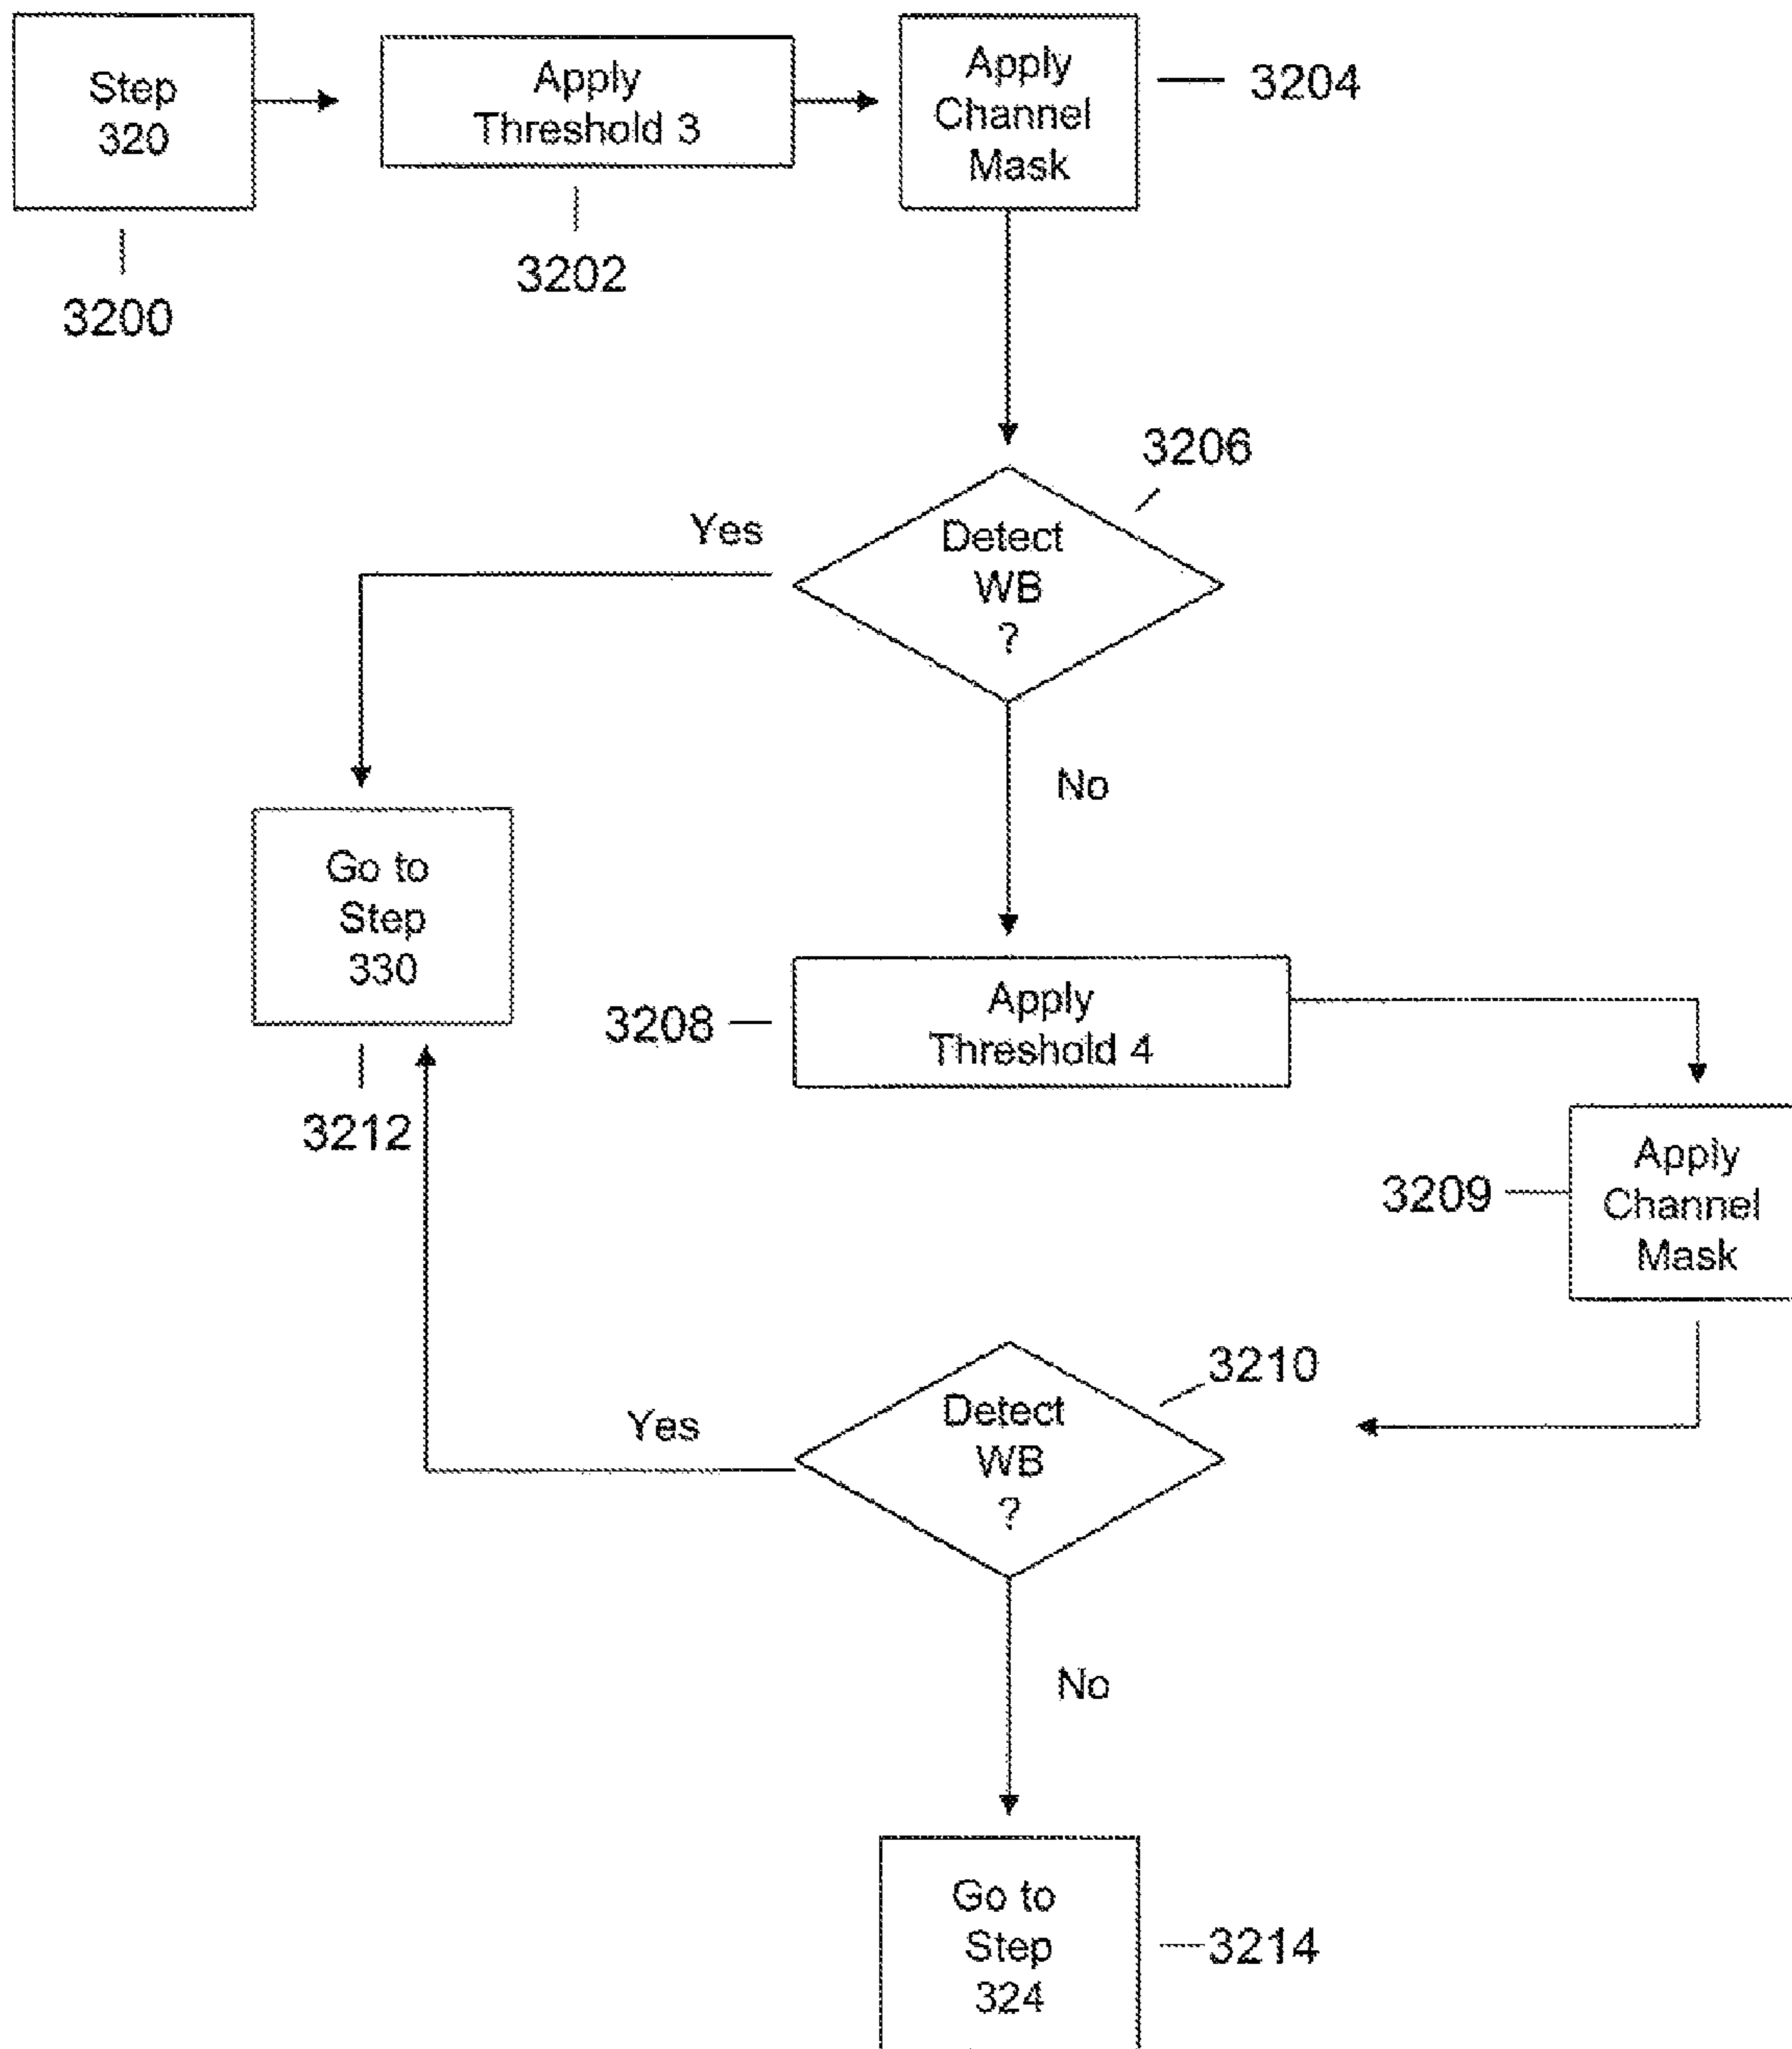 Step
320
3200
Apply
Threshold 3
3202
Apply
Channel
Mask
3204
3206
Detect
WB
?
Yes
No
Go to
Step
330
3212
3208
Apply
Threshold 4
3209
Apply
Channel
Mask
3210
Detect
WB
?
Yes
No
Go to
Step
324
3214